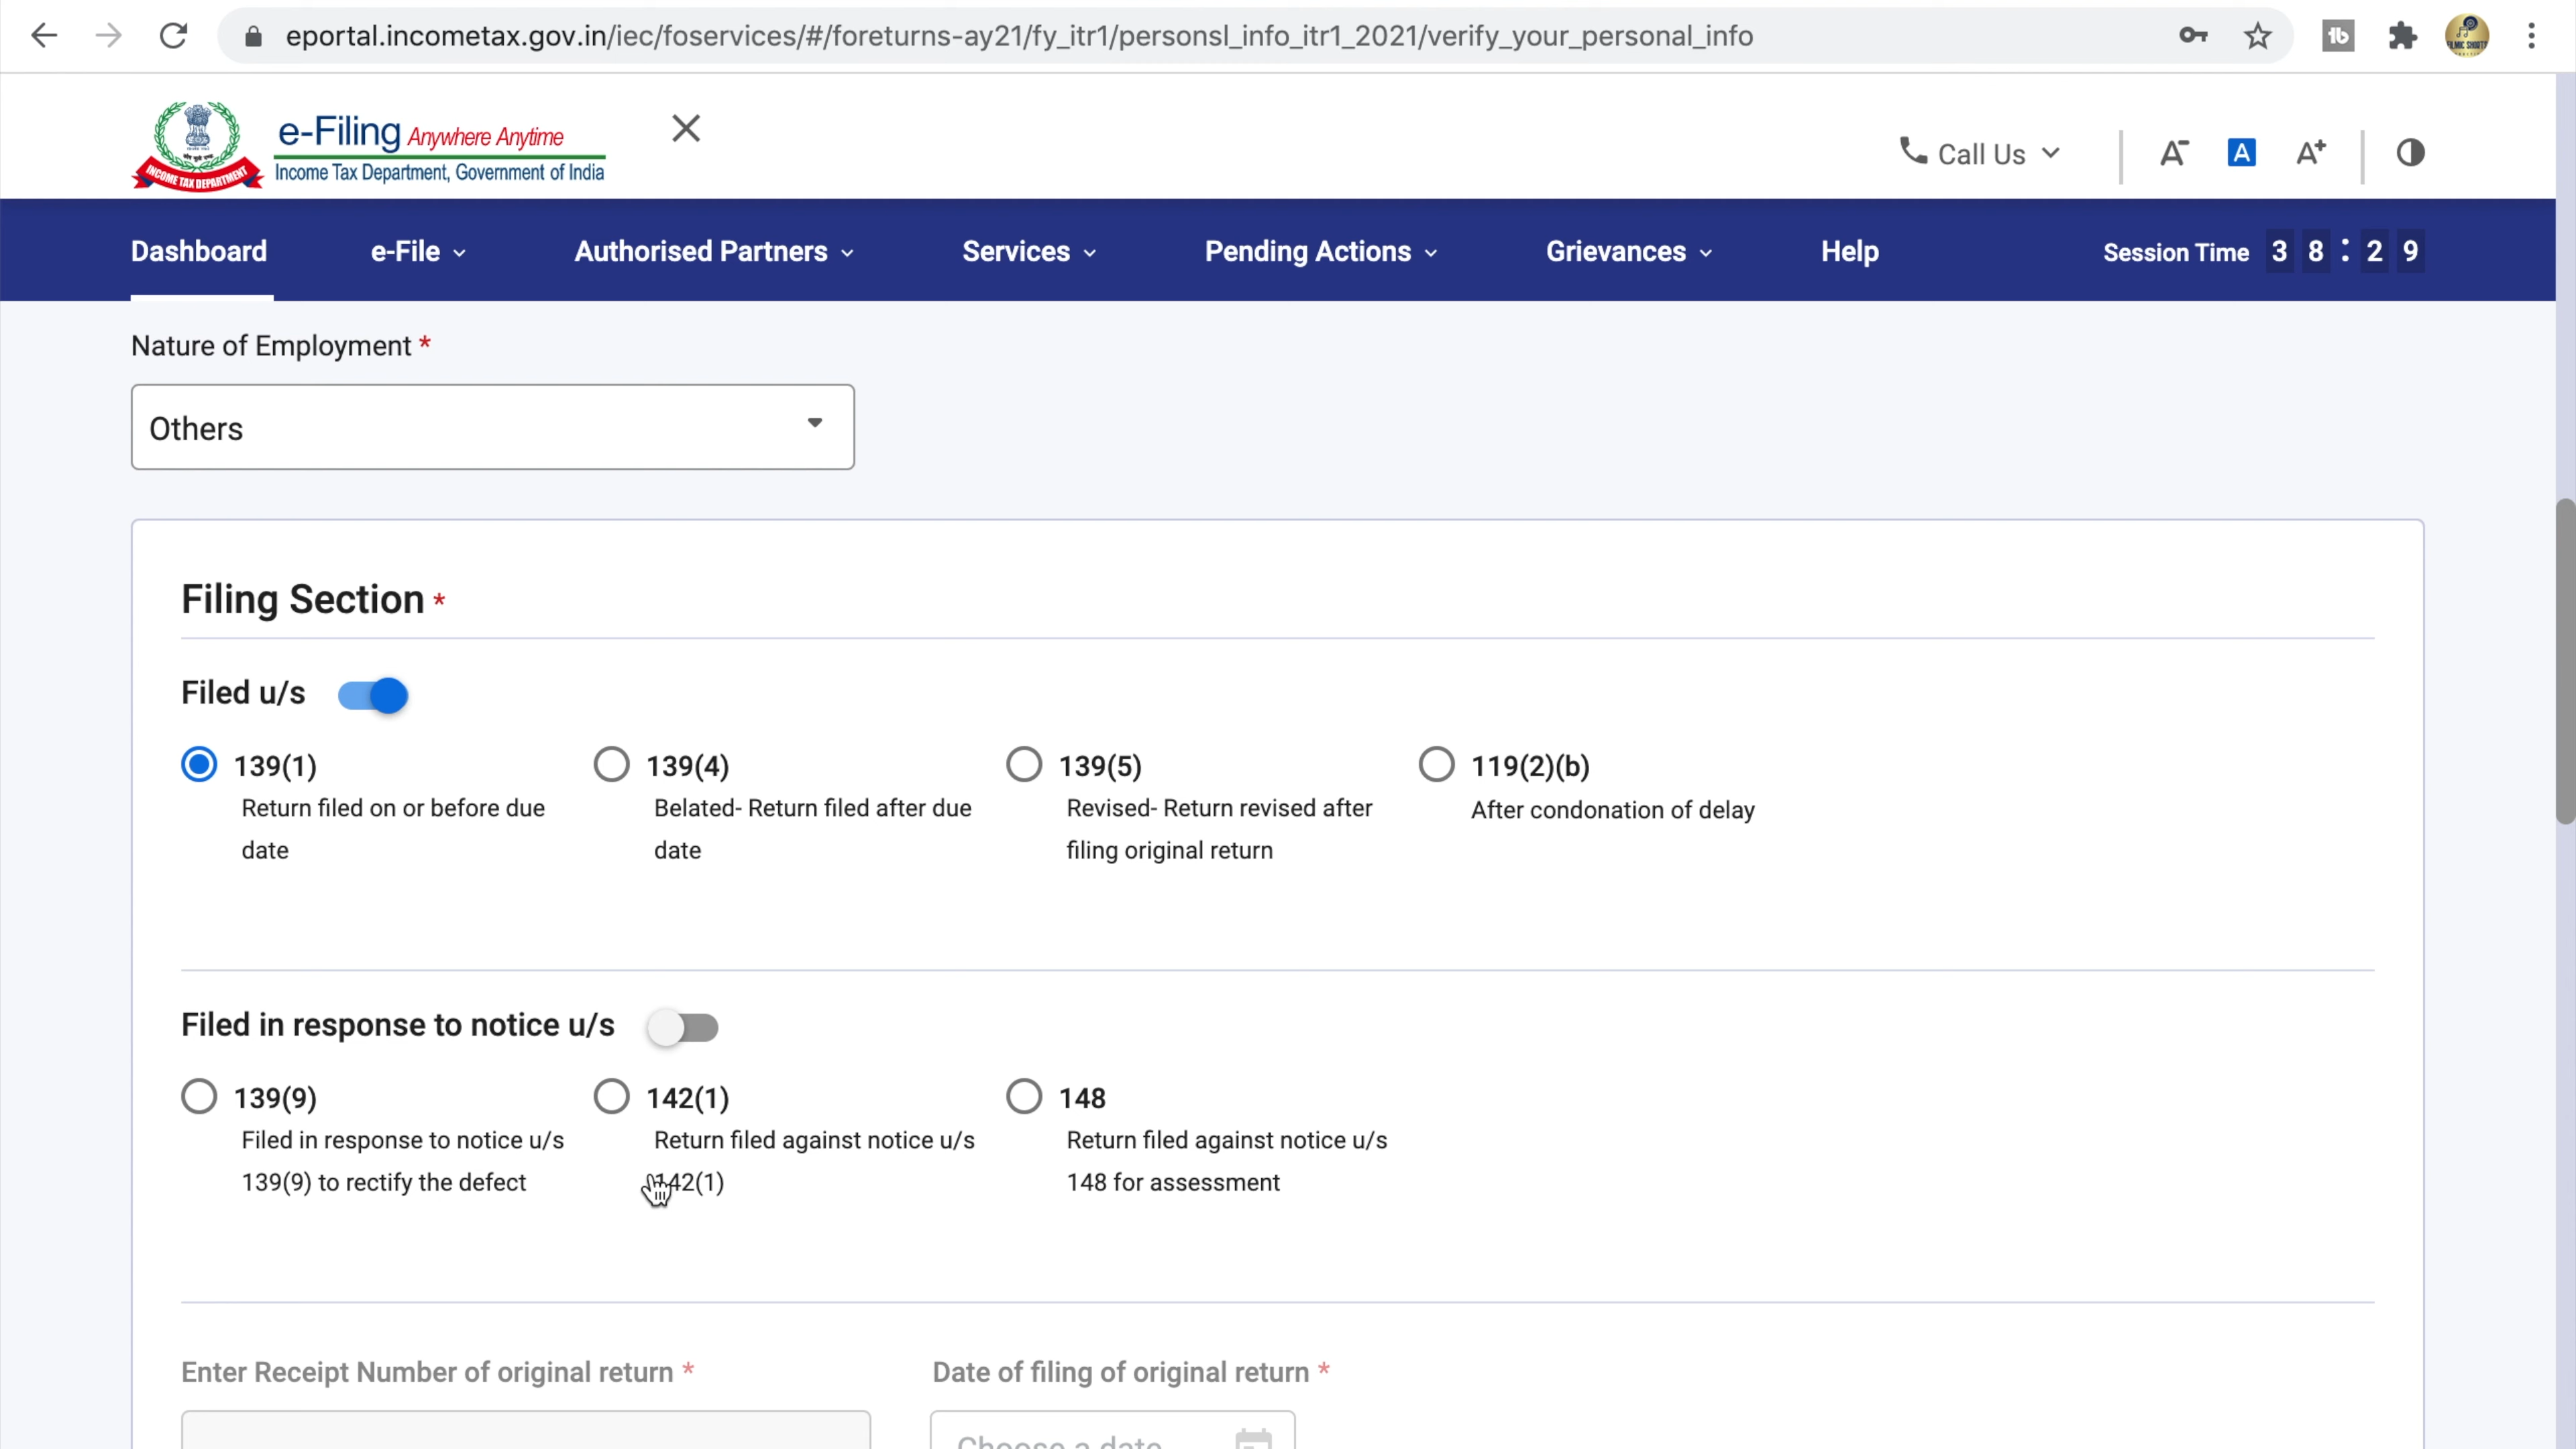 eportal.incometax.gov.in/iec/foservices/#/foreturns-ay21/fy_itr1/personsl_info_itr1_2021/verify_your_personal_info
e-Filing Anywhere Anytime
Income Tax Department, Government of India
INCOME TAX DEPARTMENT
Call Us
A- A A+
Dashboard e-File Authorised Partners Services Pending Actions Grievances Help Session Time 38:29
Nature of Employment *
Others
Filing Section *
Filed u/s
139(1) 139(4) 139(5) 119(2)(b)
Return filed on or before due Belated- Return filed after due Revised- Return revised after After condonation of delay
date date filing original return
Filed in response to notice u/s
139(9) 142(1) 148
Filed in response to notice u/s Return filed against notice u/s Return filed against notice u/s
139(9) to rectify the defect 142(1) 148 for assessment
Enter Receipt Number of original return * Date of filing of original return *
Choose a date